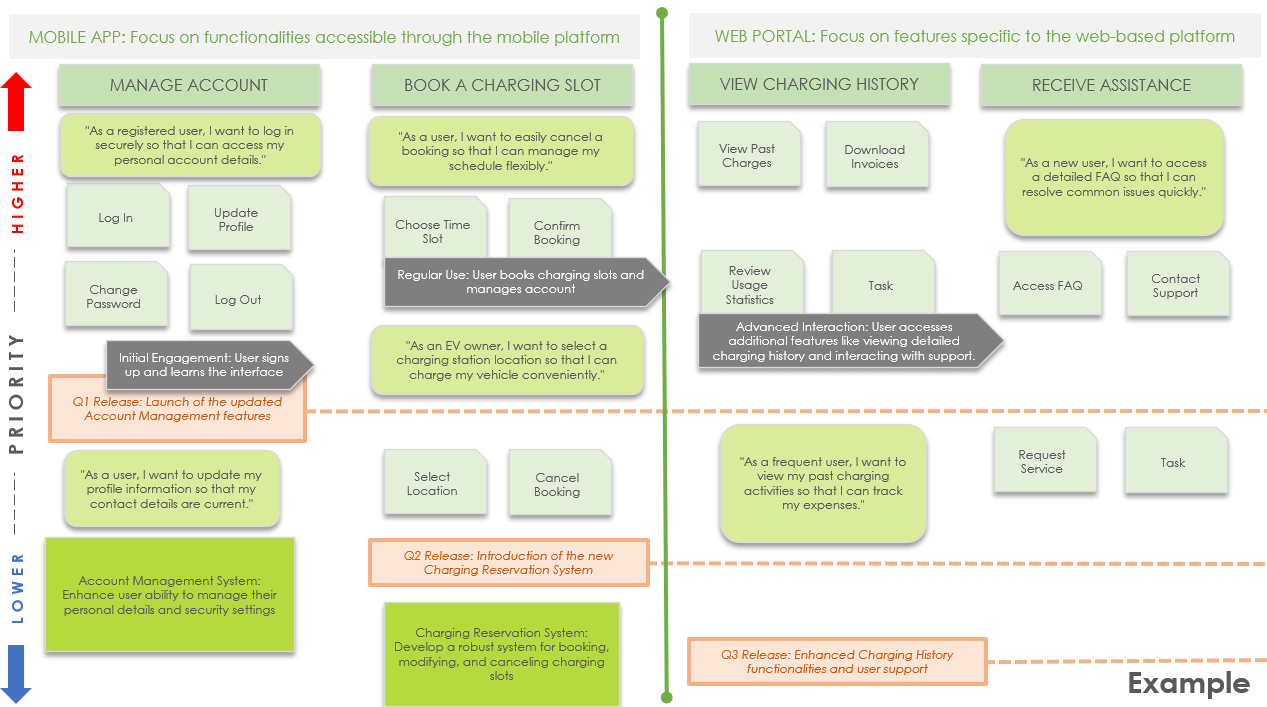 MOBILE APP: Focus on functionalities accessible through the mobile platform
WEB PORTAL: Focus on features specific to the web-based platform
HIGHER
PRIORITY
LOWER
MANAGE ACCOUNT
"As a registered user, I want to log in
securely so that I can access my
personal account details."
Log In
Update
Profile
Change
Password
Log Out
Initial Engagement: User signs
up and learns the interface
Q1 Release: Launch of the updated
Account Management features
"As a user, I want to update my
profile information so that my
contact details are current."
Account Management System:
Enhance user ability to manage their
personal details and security settings
BOOK A CHARGING SLOT
"As a user, I want to easily cancel a
booking so that I can manage my
schedule flexibly."
Choose Time
Slot
Confirm
Booking
Regular Use: User books charging slots and
manages account
"As an EV owner, I want to select a
charging station location so that I can
charge my vehicle conveniently."
Select
Location
Cancel
Booking
Q2 Release: Introduction of the new
Charging Reservation System
Charging Reservation System:
Develop a robust system for booking,
modifying, and canceling charging
slots
VIEW CHARGING HISTORY
View Past
Charges
Download
Invoices
Review
Usage
Statistics
Task
Advanced Interaction: User accesses
additional features like viewing detailed
charging history and interacting with support.
"As a frequent user, I want to
view my past charging
activities so that I can track
my expenses."
Q3 Release: Enhanced Charging History
functionalities and user support
RECEIVE ASSISTANCE
"As a new user, I want to access
a detailed FAQ so that I can
resolve common issues quickly."
Access FAQ
Contact
Support
Request
Service
Task
Example